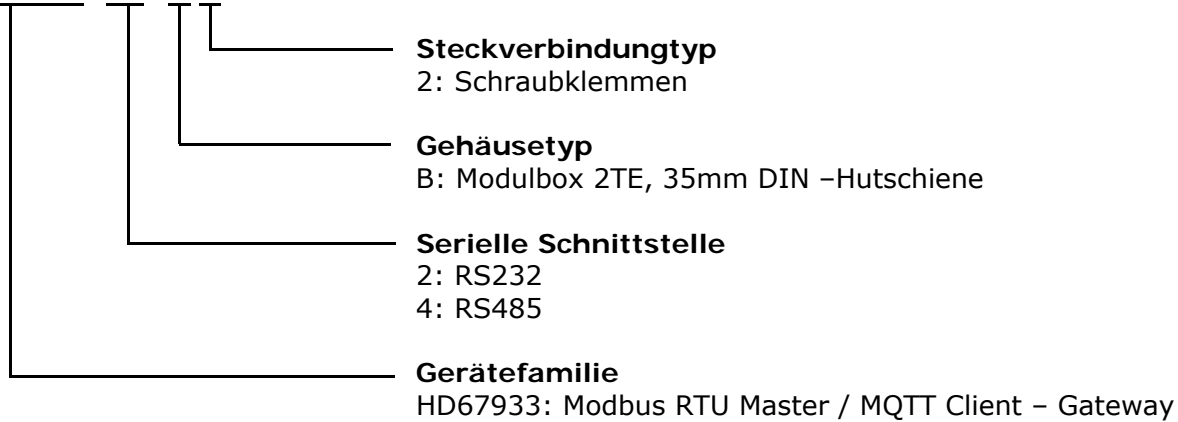 Steckverbindungtyp
2: Schraubklemmen
Gehäusetyp
B: Modulbox 2TE, 35mm DIN –Hutschiene
Serielle Schnittstelle
2: RS232
4: RS485
Gerätefamilie
HD67933: Modbus RTU Master / MQTT Client – Gateway